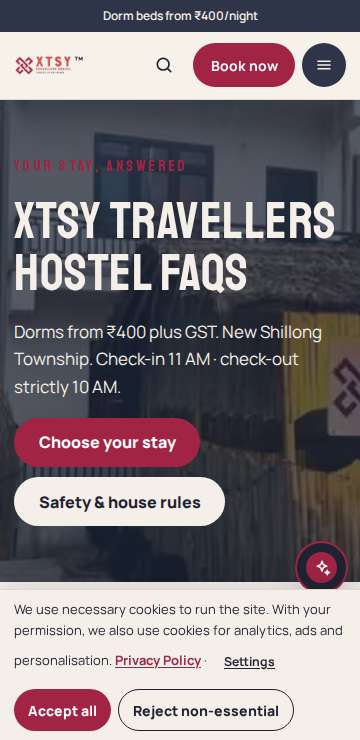 Dorm beds from ₹400/night
XTSY ™
Book now
YOUR STAY, ANSWERED
XTSY TRAVELLERS
HOSTEL FAQS
Dorms from ₹400 plus GST. New Shillong
Township. Check-in 11 AM · check-out
strictly 10 AM.
Choose your stay
Safety & house rules
We use necessary cookies to run the site. With your
permission, we also use cookies for analytics, ads and
personalisation. Privacy Policy · Settings
Accept all
Reject non-essential